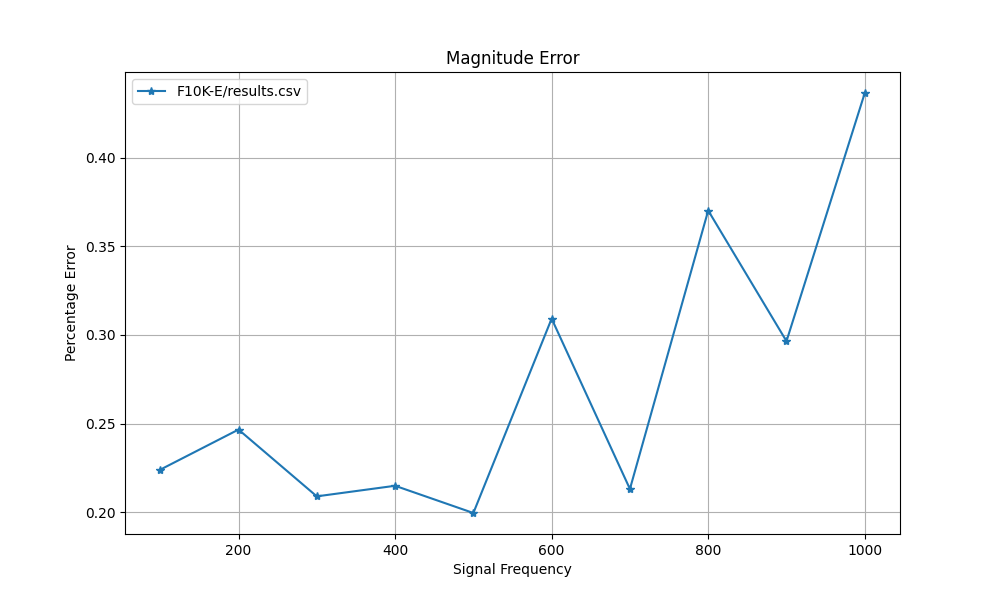 Magnitude Error
F10K-E/results.csv
Percentage Error
0.40
0.35
0.30
0.25
0.20
200 400 600 800 1000
Signal Frequency